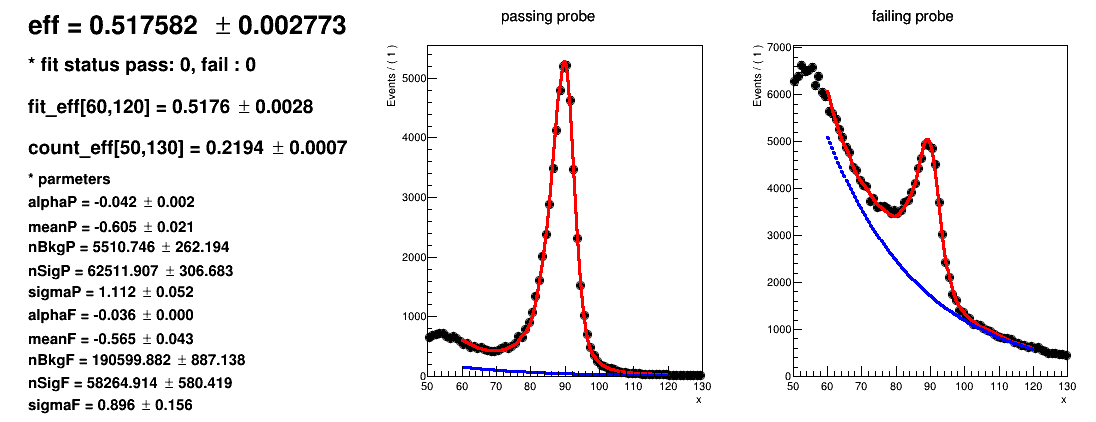 eff = 0.517582 ± 0.002773
* fit status pass: 0, fail : 0
fit_eff[60,120] = 0.5176 ± 0.0028
count_eff[50,130] = 0.2194 ± 0.0007
* parmeters
alphaP = -0.042 ± 0.002
meanP = -0.605 ± 0.021
nBkgP = 5510.746 ± 262.194
nSigP = 62511.907 ± 306.683
sigmaP = 1.112 ± 0.052
alphaF = -0.036 ± 0.000
meanF = -0.565 ± 0.043
nBkgF = 190599.882 ± 887.138
nSigF = 58264.914 ± 580.419
sigmaF = 0.896 ± 0.156
passing probe
Events / ( 1 )
5000
4000
3000
2000
1000
0
50 60 70 80 90 100 110 120 130
x
failing probe
Events / ( 1 )
7000
6000
5000
4000
3000
2000
1000
0
50 60 70 80 90 100 110 120 130
x